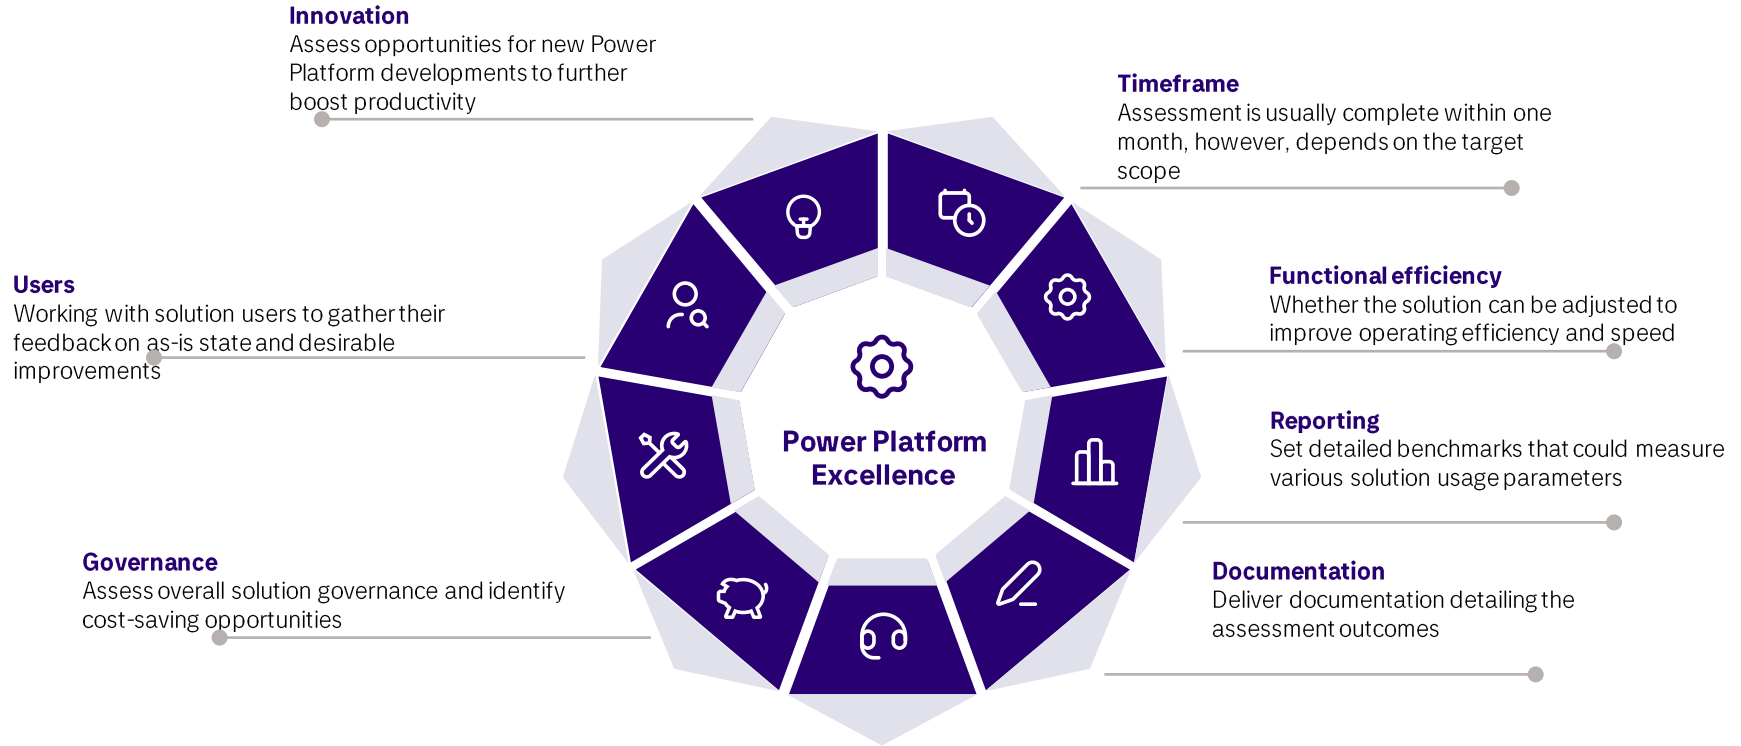 Innovation
Assess opportunities for new Power
Platform developments to further
boost productivity
Timeframe
Assessment is usually complete within one
month, however, depends on the target
scope
Users
Working with solution users to gather their
feedback on as-is state and desirable
improvements
Functional efficiency
Whether the solution can be adjusted to
improve operating efficiency and speed
Power Platform
Excellence
Reporting
Set detailed benchmarks that could measure
various solution usage parameters
Governance
Assess overall solution governance and identify
cost-saving opportunities
Documentation
Deliver documentation detailing the
assessment outcomes